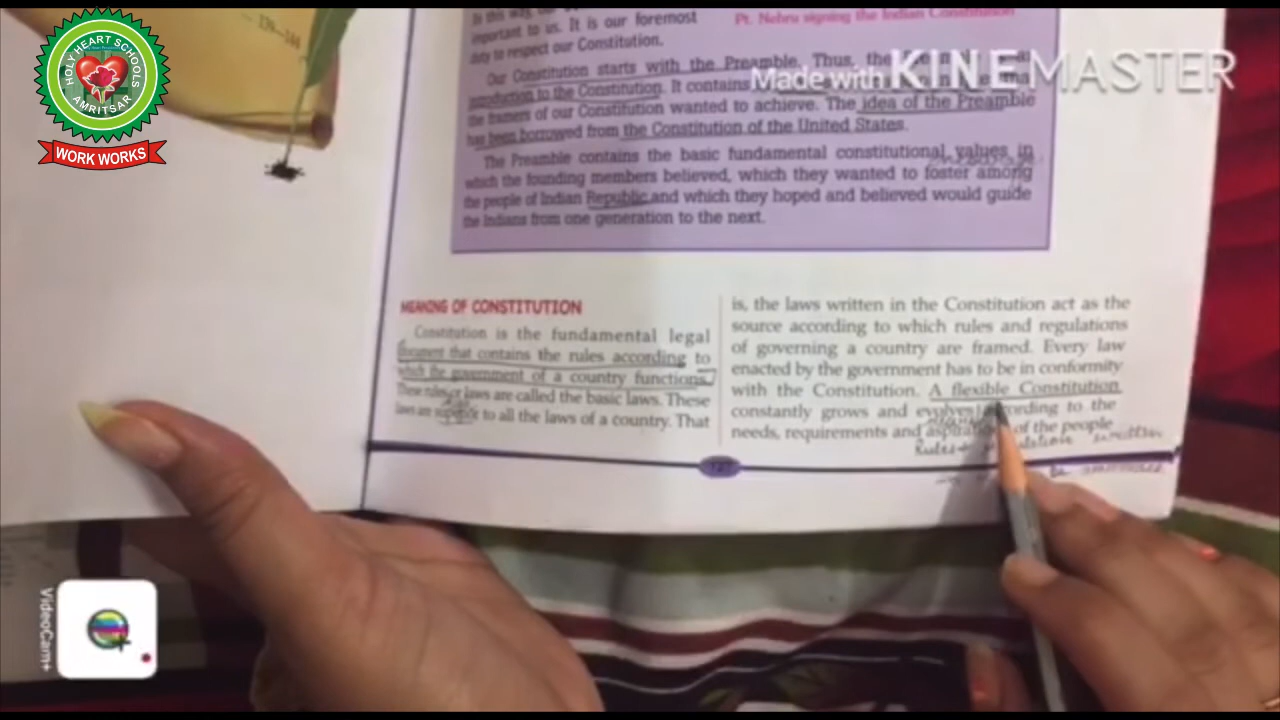 HOLY HEART SCHOOLS
AMRITSAR
WORK WORKS
Made with KINEMASTER
VideoCam+
important to us. It is our foremost
duty to respect our Constitution.
Pt. Nehru signing the Indian Constitution
Our Constitution starts with the Preamble. Thus, the
introduction to the Constitution. It contains
the framers of our Constitution wanted to achieve. The idea of the Preamble
has been borrowed from the Constitution of the United States.
The Preamble contains the basic fundamental constitutional values in
which the founding members believed, which they wanted to foster among
the people of Indian Republic and which they hoped and believed would guide
the Indians from one generation to the next.
MEANING OF CONSTITUTION
Constitution is the fundamental legal
document that contains the rules according to
which the government of a country functions.
These rules or laws are called the basic laws. These
laws are supreme to all the laws of a country. That
is, the laws written in the Constitution act as the
source according to which rules and regulations
of governing a country are framed. Every law
enacted by the government has to be in conformity
with the Constitution. A flexible Constitution
constantly grows and evolves according to the
needs, requirements and aspirations of the people
Rules written
127